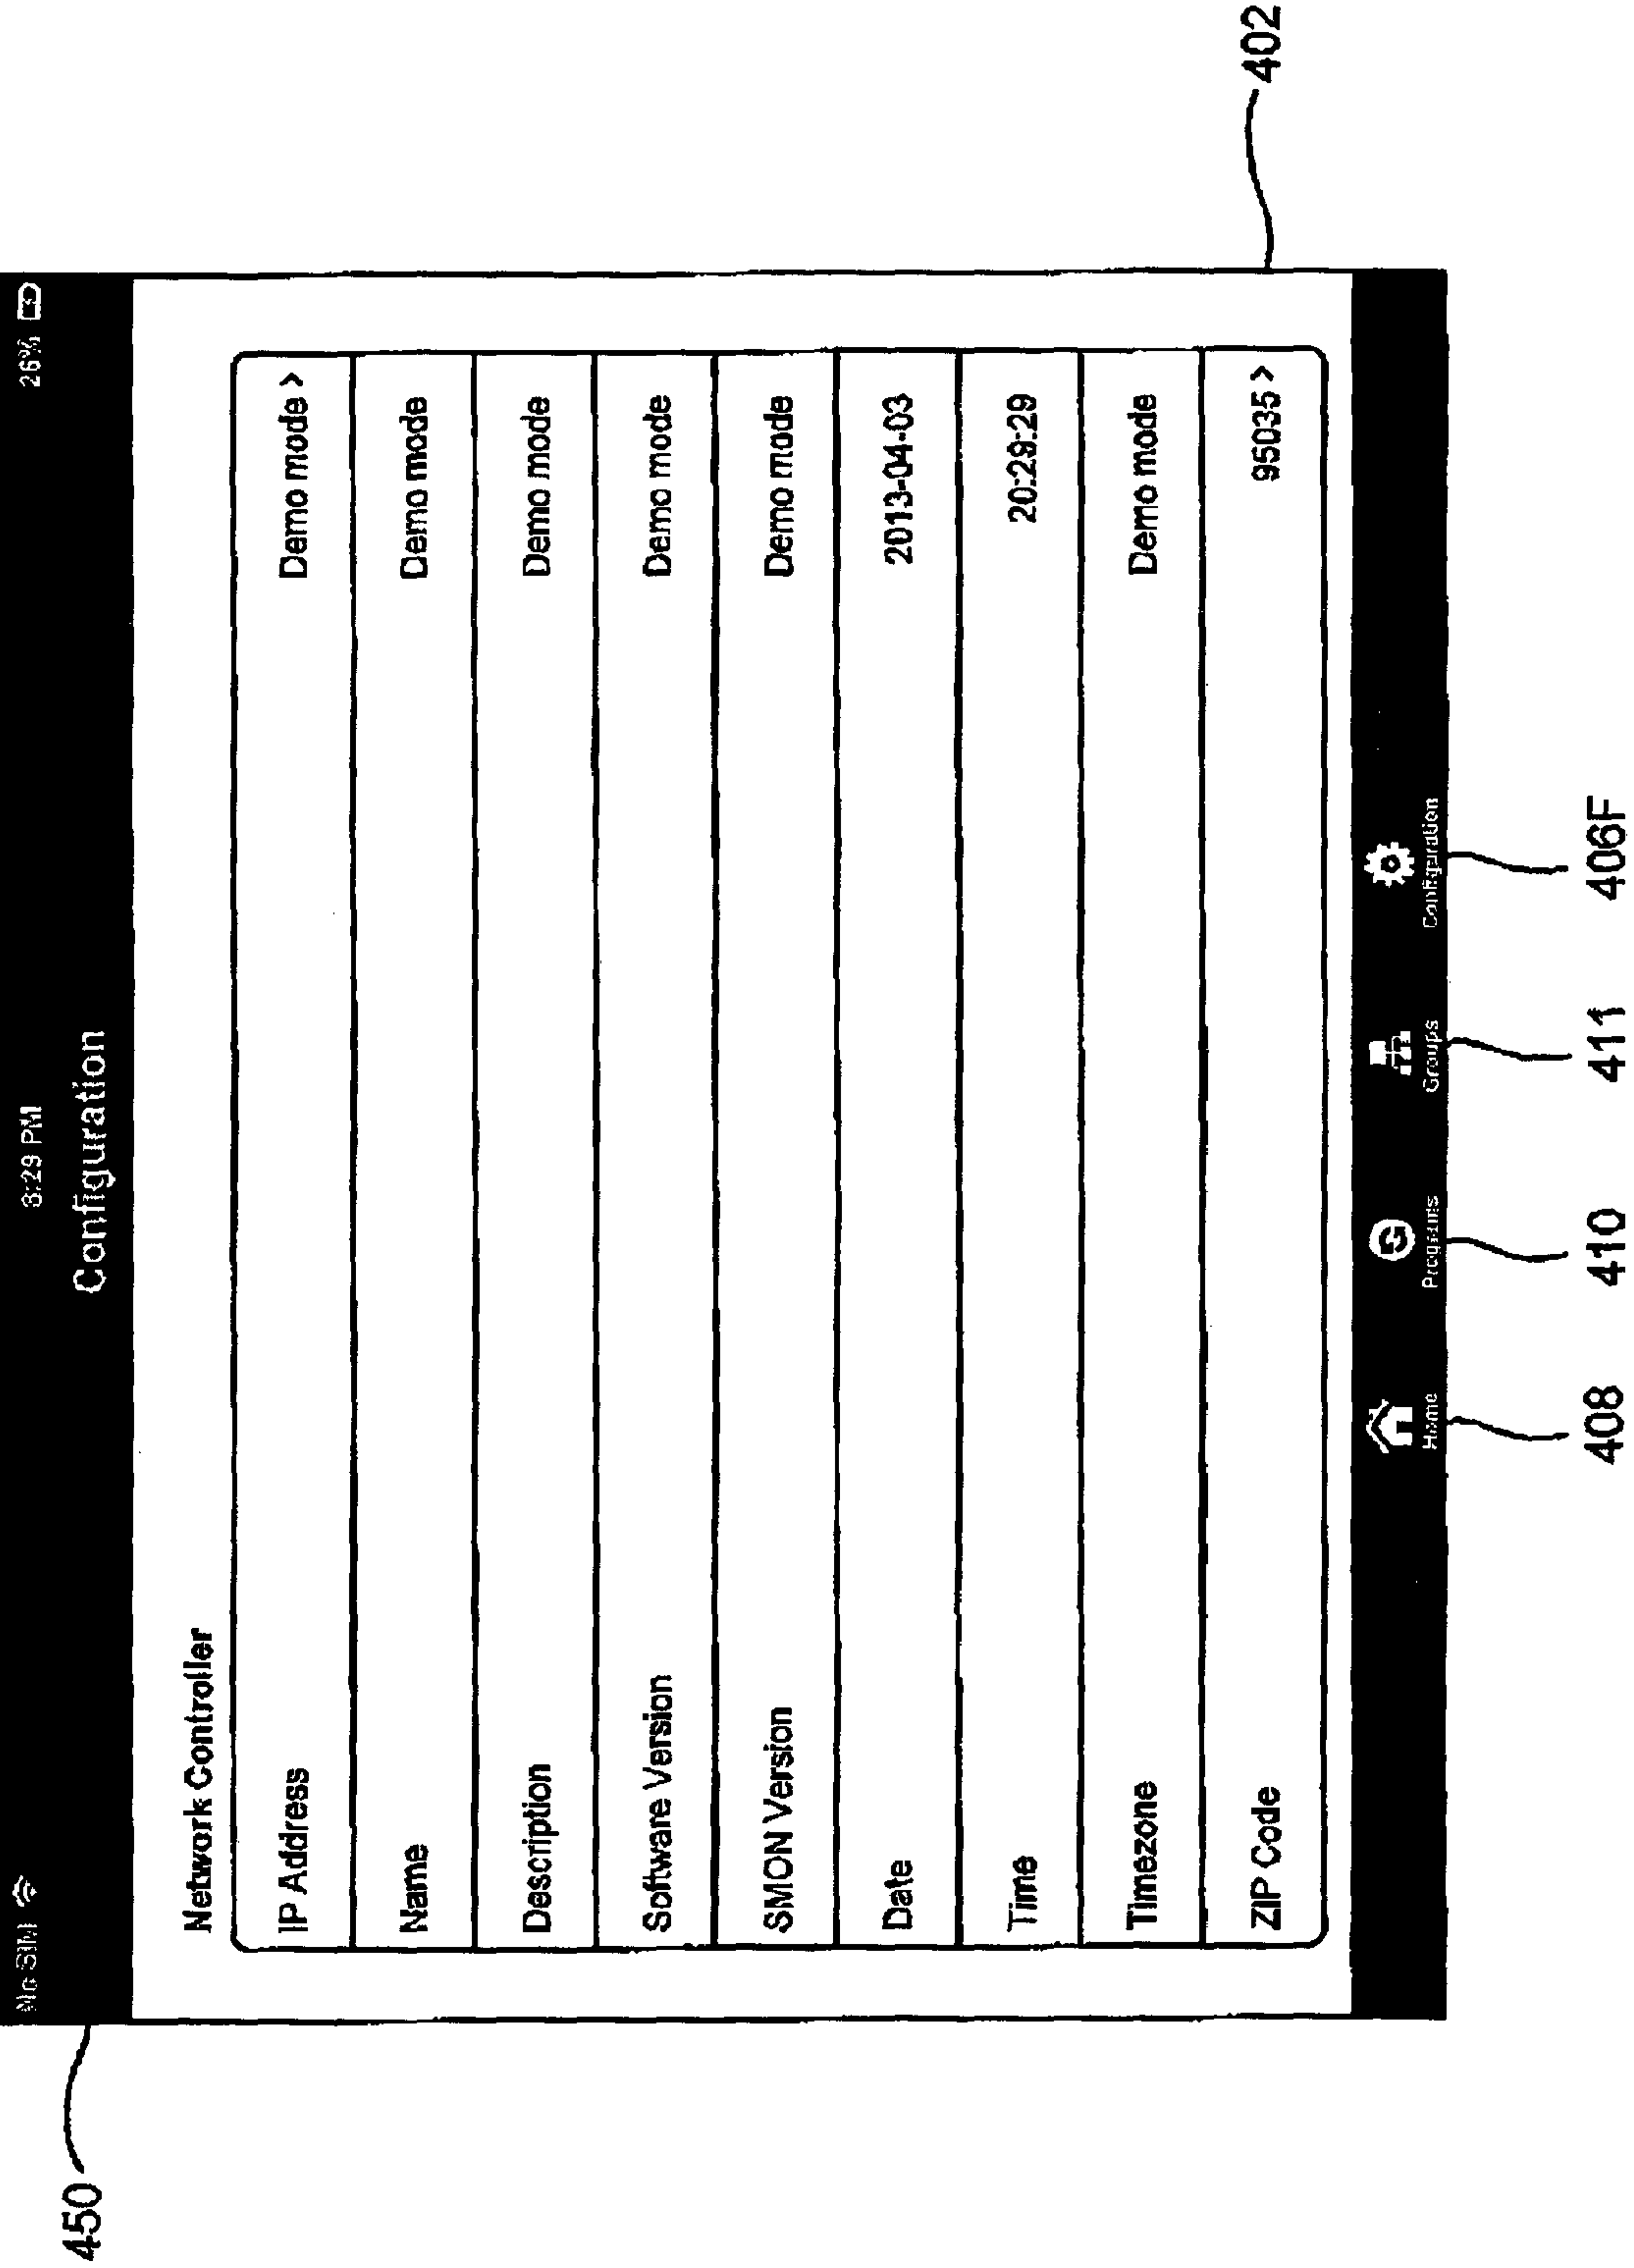 No SIM 8:29 PM 26%
Configuration
450
Network Controller
IP Address Demo mode >
Name Demo mode
Description Demo mode
Software Version Demo mode
SMON Version Demo mode
Date 2013-04-03
Time 20:29:29
Timezone Demo mode
ZIP Code 95035 >
402
Home Programs Groups Configuration
408 410 411 406F